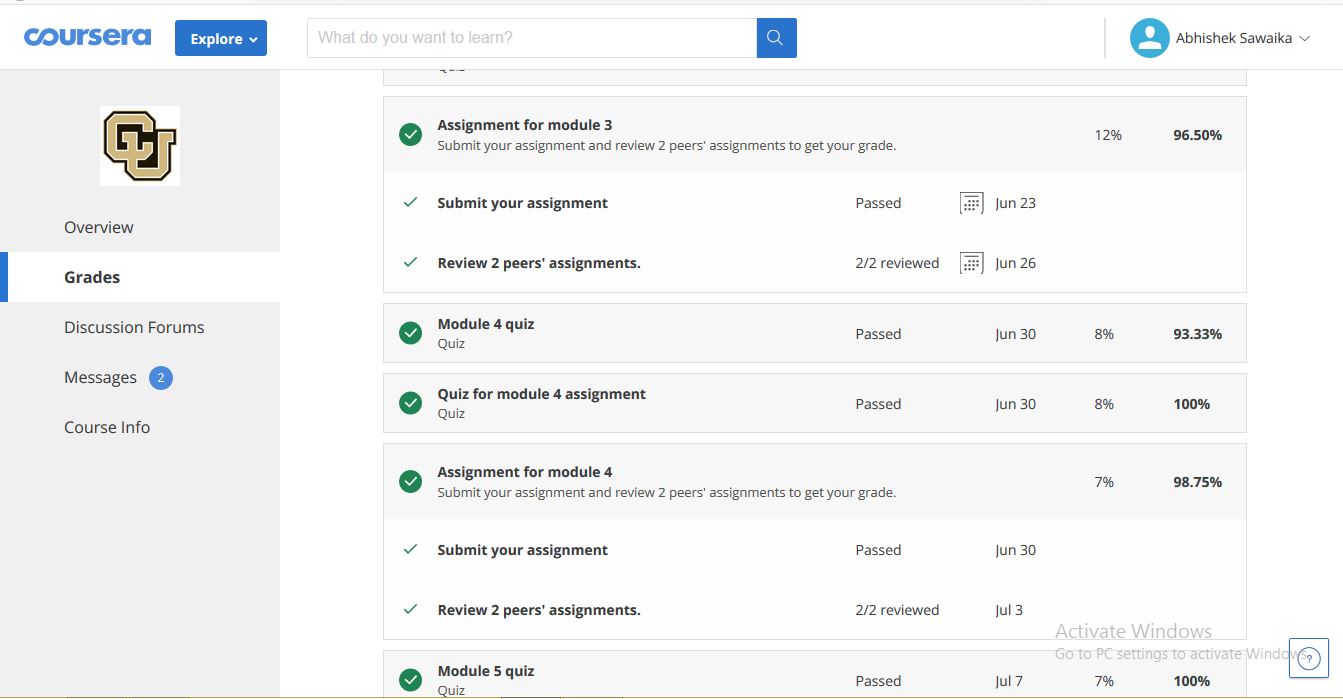 coursera
Explore
What do you want to learn?
Abhishek Sawaika
Quiz
Assignment for module 3
Submit your assignment and review 2 peers' assignments to get your grade.
12% 96.50%
Submit your assignment Passed Jun 23
Review 2 peers' assignments. 2/2 reviewed Jun 26
Module 4 quiz
Quiz
Passed Jun 30 8% 93.33%
Quiz for module 4 assignment
Quiz
Passed Jun 30 8% 100%
Assignment for module 4
Submit your assignment and review 2 peers' assignments to get your grade.
7% 98.75%
Submit your assignment Passed Jun 30
Review 2 peers' assignments. 2/2 reviewed Jul 3
Module 5 quiz
Quiz
Passed Jul 7 7% 100%
CU
Overview
Grades
Discussion Forums
Messages 2
Course Info
Activate Windows
Go to PC settings to activate Windows.
?